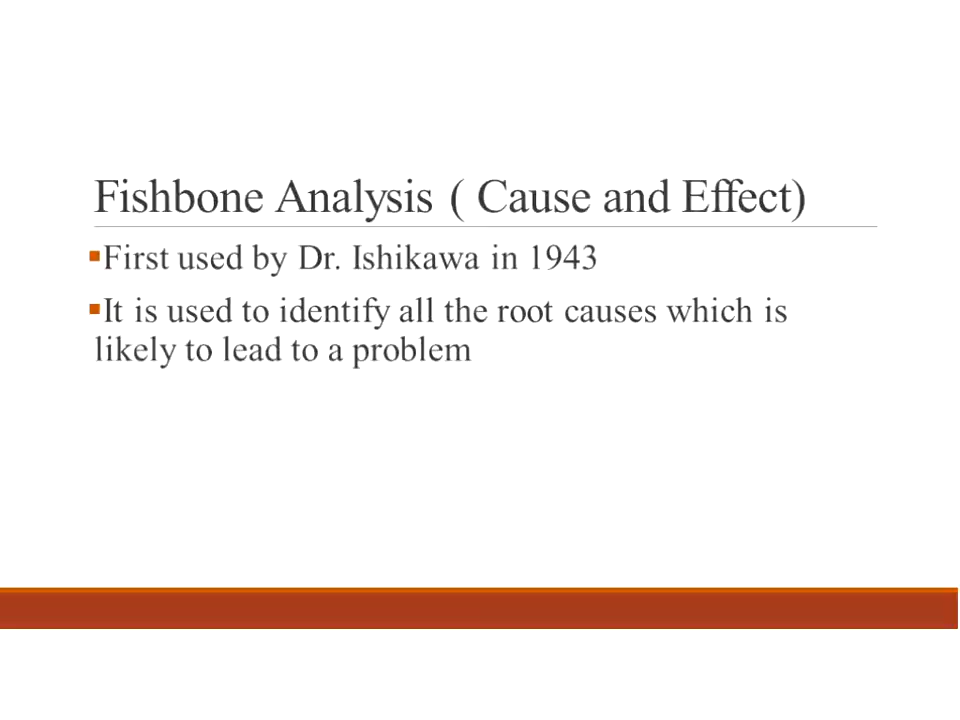 Fishbone Analysis ( Cause and Effect)
▪First used by Dr. Ishikawa in 1943
▪It is used to identify all the root causes which is
likely to lead to a problem